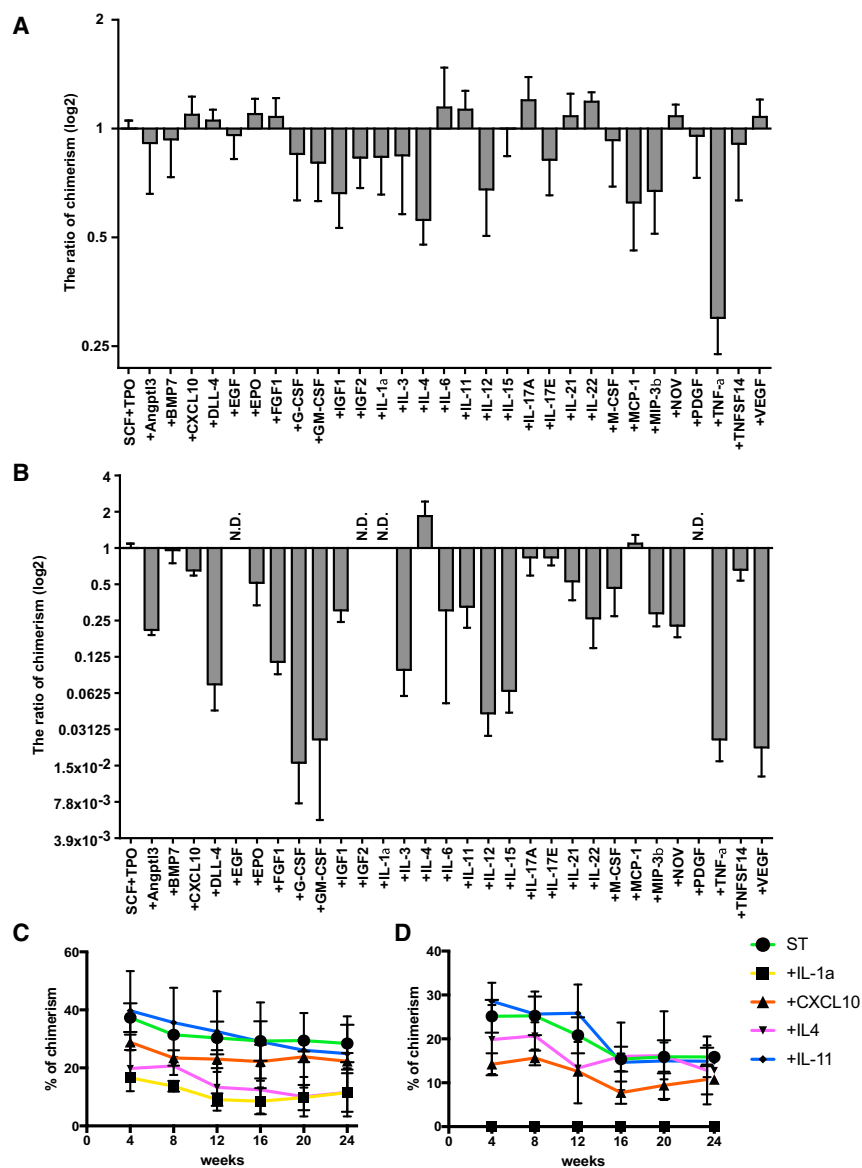 A
The ratio of chimerism (log2)
2
1
0.5
0.25
SCF+TPO
+Angptl3
+BMP7
+CXCL10
+DLL-4
+EGF
+EPO
+FGF1
+G-CSF
+GM-CSF
+IGF1
+IGF2
+IL-1a
+IL-3
+IL-4
+IL-6
+IL-11
+IL-12
+IL-15
+IL-17A
+IL-17E
+IL-21
+IL-22
+M-CSF
+MCP-1
+MIP-3b
+NOV
+PDGF
+TNF-a
+TNFSF14
+VEGF
B
The ratio of chimerism (log2)
4
2
1
0.5
0.25
0.125
0.0625
0.03125
1.5x10⁻²
7.8x10⁻³
3.9x10⁻³
N.D.
N.D.
N.D.
N.D.
SCF+TPO
+Angptl3
+BMP7
+CXCL10
+DLL-4
+EGF
+EPO
+FGF1
+G-CSF
+GM-CSF
+IGF1
+IGF2
+IL-1a
+IL-3
+IL-4
+IL-6
+IL-11
+IL-12
+IL-15
+IL-17A
+IL-17E
+IL-21
+IL-22
+M-CSF
+MCP-1
+MIP-3b
+NOV
+PDGF
+TNF-a
+TNFSF14
+VEGF
C
% of chimerism
60
40
20
0
0 4 8 12 16 20 24
weeks
D
% of chimerism
40
30
20
10
0
0 4 8 12 16 20 24
weeks
ST
+IL-1a
+CXCL10
+IL4
+IL-11